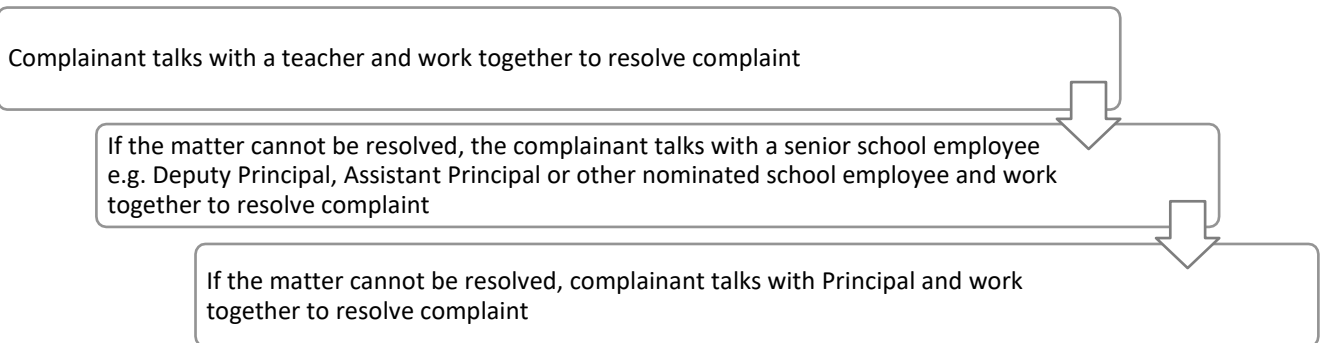 Complainant talks with a teacher and work together to resolve complaint
If the matter cannot be resolved, the complainant talks with a senior school employee
e.g. Deputy Principal, Assistant Principal or other nominated school employee and work
together to resolve complaint
If the matter cannot be resolved, complainant talks with Principal and work
together to resolve complaint